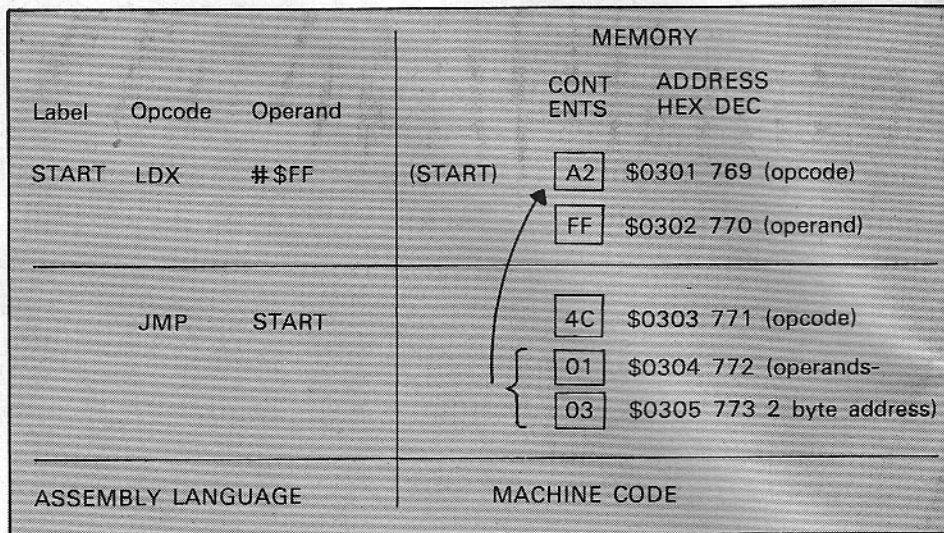 MEMORY
CONT ADDRESS
Label Opcode Operand ENTS HEX DEC
START LDX #$FF (START) A2 $0301 769 (opcode)
FF $0302 770 (operand)
JMP START 4C $0303 771 (opcode)
01 $0304 772 (operands-
03 $0305 773 2 byte address)
ASSEMBLY LANGUAGE MACHINE CODE